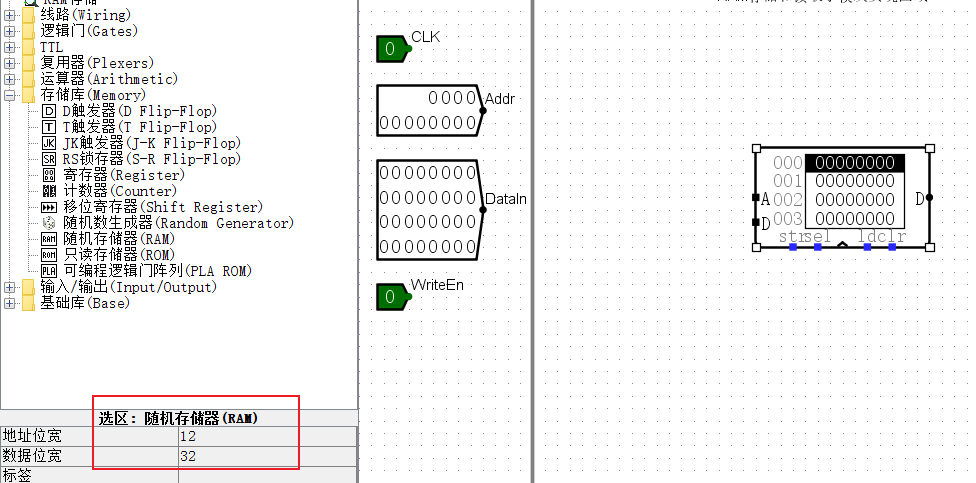 线路(Wiring)
逻辑门(Gates)
TTL
复用器(Plexers)
运算器(Arithmetic)
存储库(Memory)
D D触发器(D Flip-Flop)
T T触发器(T Flip-Flop)
JK JK触发器(J-K Flip-Flop)
SR RS锁存器(S-R Flip-Flop)
寄存器(Register)
计数器(Counter)
移位寄存器(Shift Register)
随机数生成器(Random Generator)
RAM 随机存储器(RAM)
ROM 只读存储器(ROM)
PLA 可编程逻辑门阵列(PLA ROM)
输入/输出(Input/Output)
基础库(Base)
选区: 随机存储器(RAM)
地址位宽 12
数据位宽 32
标签
CLK
0
Addr
0000
00000000
00000000
00000000
DataIn
00000000
00000000
WriteEn
0
000 00000000
001 00000000
A 002 00000000 D
D 003 00000000
str sel ld clr